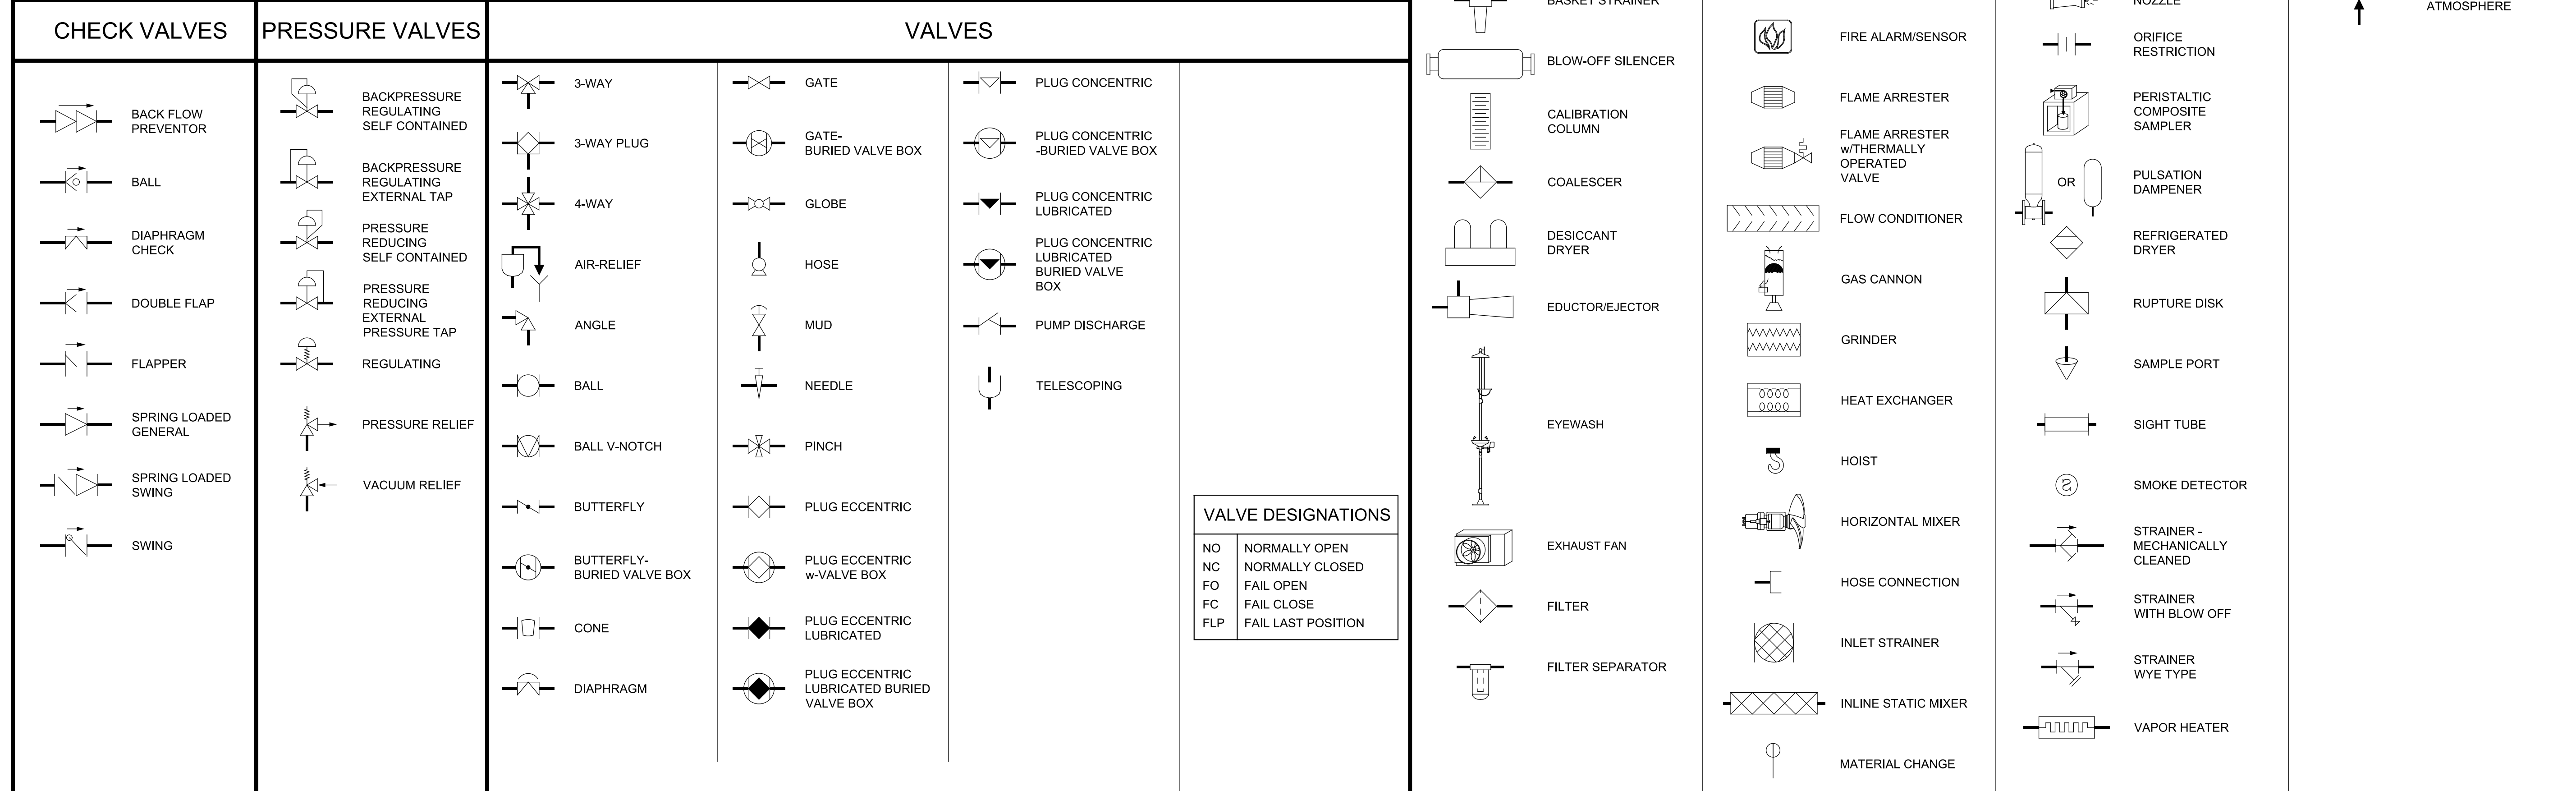 CHECK VALVES
BACK FLOW
PREVENTOR
BALL
DIAPHRAGM
CHECK
DOUBLE FLAP
FLAPPER
SPRING LOADED
GENERAL
SPRING LOADED
SWING
SWING
PRESSURE VALVES
BACKPRESSURE
REGULATING
SELF CONTAINED
BACKPRESSURE
REGULATING
EXTERNAL TAP
PRESSURE
REDUCING
SELF CONTAINED
PRESSURE
REDUCING
EXTERNAL
PRESSURE TAP
REGULATING
PRESSURE RELIEF
VACUUM RELIEF
VALVES
3-WAY
3-WAY PLUG
4-WAY
AIR-RELIEF
ANGLE
BALL
BALL V-NOTCH
BUTTERFLY
BUTTERFLY-
BURIED VALVE BOX
CONE
DIAPHRAGM
GATE
GATE-
BURIED VALVE BOX
GLOBE
HOSE
MUD
NEEDLE
PINCH
PLUG ECCENTRIC
PLUG ECCENTRIC
w-VALVE BOX
PLUG ECCENTRIC
LUBRICATED
PLUG ECCENTRIC
LUBRICATED BURIED
VALVE BOX
PLUG CONCENTRIC
PLUG CONCENTRIC
-BURIED VALVE BOX
PLUG CONCENTRIC
LUBRICATED
PLUG CONCENTRIC
LUBRICATED
BURIED VALVE
BOX
PUMP DISCHARGE
TELESCOPING
VALVE DESIGNATIONS
NO NORMALLY OPEN
NC NORMALLY CLOSED
FO FAIL OPEN
FC FAIL CLOSE
FLP FAIL LAST POSITION
BASKET STRAINER
BLOW-OFF SILENCER
CALIBRATION
COLUMN
COALESCER
DESICCANT
DRYER
EDUCTOR/EJECTOR
EYEWASH
EXHAUST FAN
FILTER
FILTER SEPARATOR
FIRE ALARM/SENSOR
FLAME ARRESTER
FLAME ARRESTER
w/THERMALLY
OPERATED
VALVE
FLOW CONDITIONER
GAS CANNON
GRINDER
HEAT EXCHANGER
HOIST
HORIZONTAL MIXER
HOSE CONNECTION
INLET STRAINER
INLINE STATIC MIXER
MATERIAL CHANGE
NOZZLE
ORIFICE
RESTRICTION
PERISTALTIC
COMPOSITE
SAMPLER
OR
PULSATION
DAMPENER
REFRIGERATED
DRYER
RUPTURE DISK
SAMPLE PORT
SIGHT TUBE
SMOKE DETECTOR
STRAINER -
MECHANICALLY
CLEANED
STRAINER
WITH BLOW OFF
STRAINER
WYE TYPE
VAPOR HEATER
ATMOSPHERE